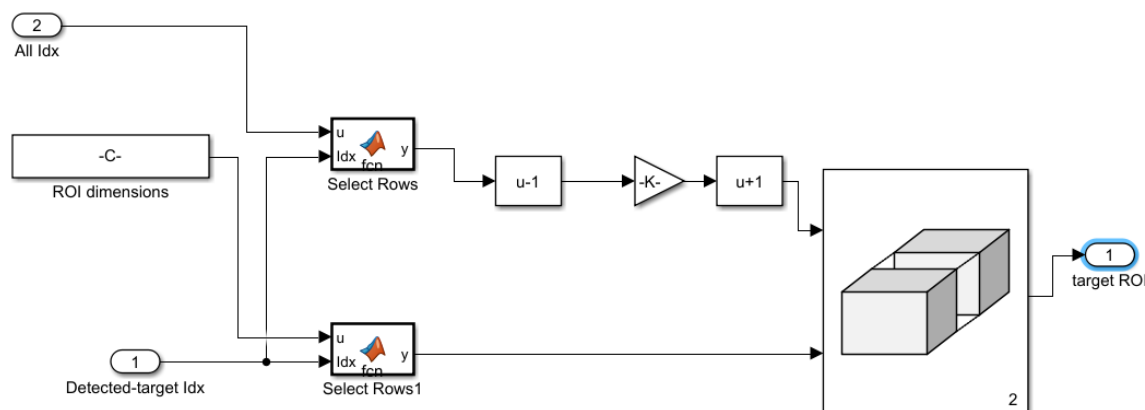 2
All Idx
-C-
ROI dimensions
u
Idx
fcn
y
Select Rows
u-1
-K-
u+1
1
Detected-target Idx
u
Idx
fcn
y
Select Rows1
2
1
target ROI